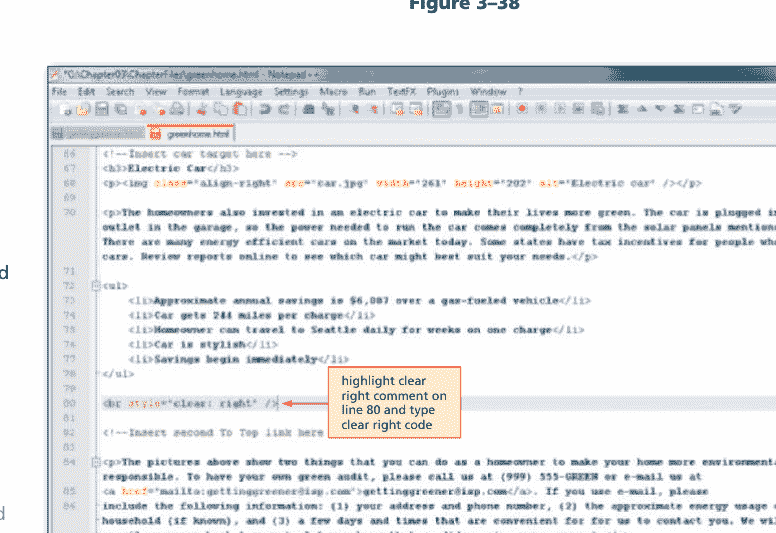 Figure 3–38
*G:\Chapter03\ChapterFiles\greenhome.html - Notepad++
File Edit Search View Format Language Settings Macro Run TextFX Plugins Window ?
greenhome.html
66 <!--Insert car target here -->
67 <h3>Electric Car</h3>
68 <p><img class="align-right" src="car.jpg" width="261" height="202" alt="Electric car" /></p>
69
70 <p>The homeowners also invested in an electric car to make their lives more green. The car is plugged i
outlet in the garage, so the power needed to run the car comes completely from the solar panels mention
There are many energy efficient cars on the market today. Some states have tax incentives for people wh
cars. Review reports online to see which car might best suit your needs.</p>
71
72 <ul>
73 <li>Approximate annual savings is $6,087 over a gas-fueled vehicle</li>
74 <li>Car gets 244 miles per charge</li>
75 <li>Homeowner can travel to Seattle daily for weeks on one charge</li>
76 <li>Car is stylish</li>
77 <li>Savings begin immediately</li>
78 </ul>
79
80 <br style="clear: right" />
highlight clear
right comment on
line 80 and type
clear right code
81
82 <!--Insert second To Top link here
83
84 <p>The pictures above show two things that you can do as a homeowner to make your home more environment
responsible. To have your own green audit, please call us at (999) 555-GREEN or e-mail us at
85 <a href="mailto:gettinggreener@isp.com">gettinggreener@isp.com</a>. If you use e-mail, please
86 include the following information: (1) your address and phone number, (2) the approximate energy usage
household (if known), and (3) a few days and times that are convenient for for us to contact you. We wi
d
d